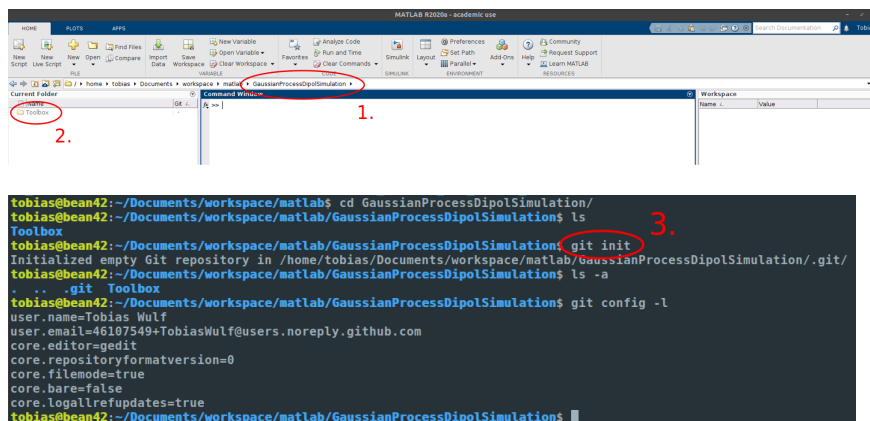 MATLAB R2020a - academic use
HOME PLOTS APPS Search Documentation Tobi
New Script New Live Script New Open Find Files Compare Import Data Save Workspace New Variable Open Variable Clear Workspace Favorites Analyze Code Run and Time Clear Commands Simulink Layout Preferences Set Path Parallel Add-Ons Help Community Request Support Learn MATLAB
FILE VARIABLE CODE SIMULINK ENVIRONMENT RESOURCES
/ ▸ home ▸ tobias ▸ Documents ▸ workspace ▸ matlab ▸ GaussianProcessDipolSimulation ▸
Current Folder Command Window Workspace
Name Git fx >> Name Value
Toolbox
1.
2.
tobias@bean42:~/Documents/workspace/matlab$ cd GaussianProcessDipolSimulation/
tobias@bean42:~/Documents/workspace/matlab/GaussianProcessDipolSimulation$ ls
Toolbox
3.
tobias@bean42:~/Documents/workspace/matlab/GaussianProcessDipolSimulation$ git init
Initialized empty Git repository in /home/tobias/Documents/workspace/matlab/GaussianProcessDipolSimulation/.git/
tobias@bean42:~/Documents/workspace/matlab/GaussianProcessDipolSimulation$ ls -a
. .. .git Toolbox
tobias@bean42:~/Documents/workspace/matlab/GaussianProcessDipolSimulation$ git config -l
user.name=Tobias Wulf
user.email=46107549+TobiasWulf@users.noreply.github.com
core.editor=gedit
core.repositoryformatversion=0
core.filemode=true
core.bare=false
core.logallrefupdates=true
tobias@bean42:~/Documents/workspace/matlab/GaussianProcessDipolSimulation$